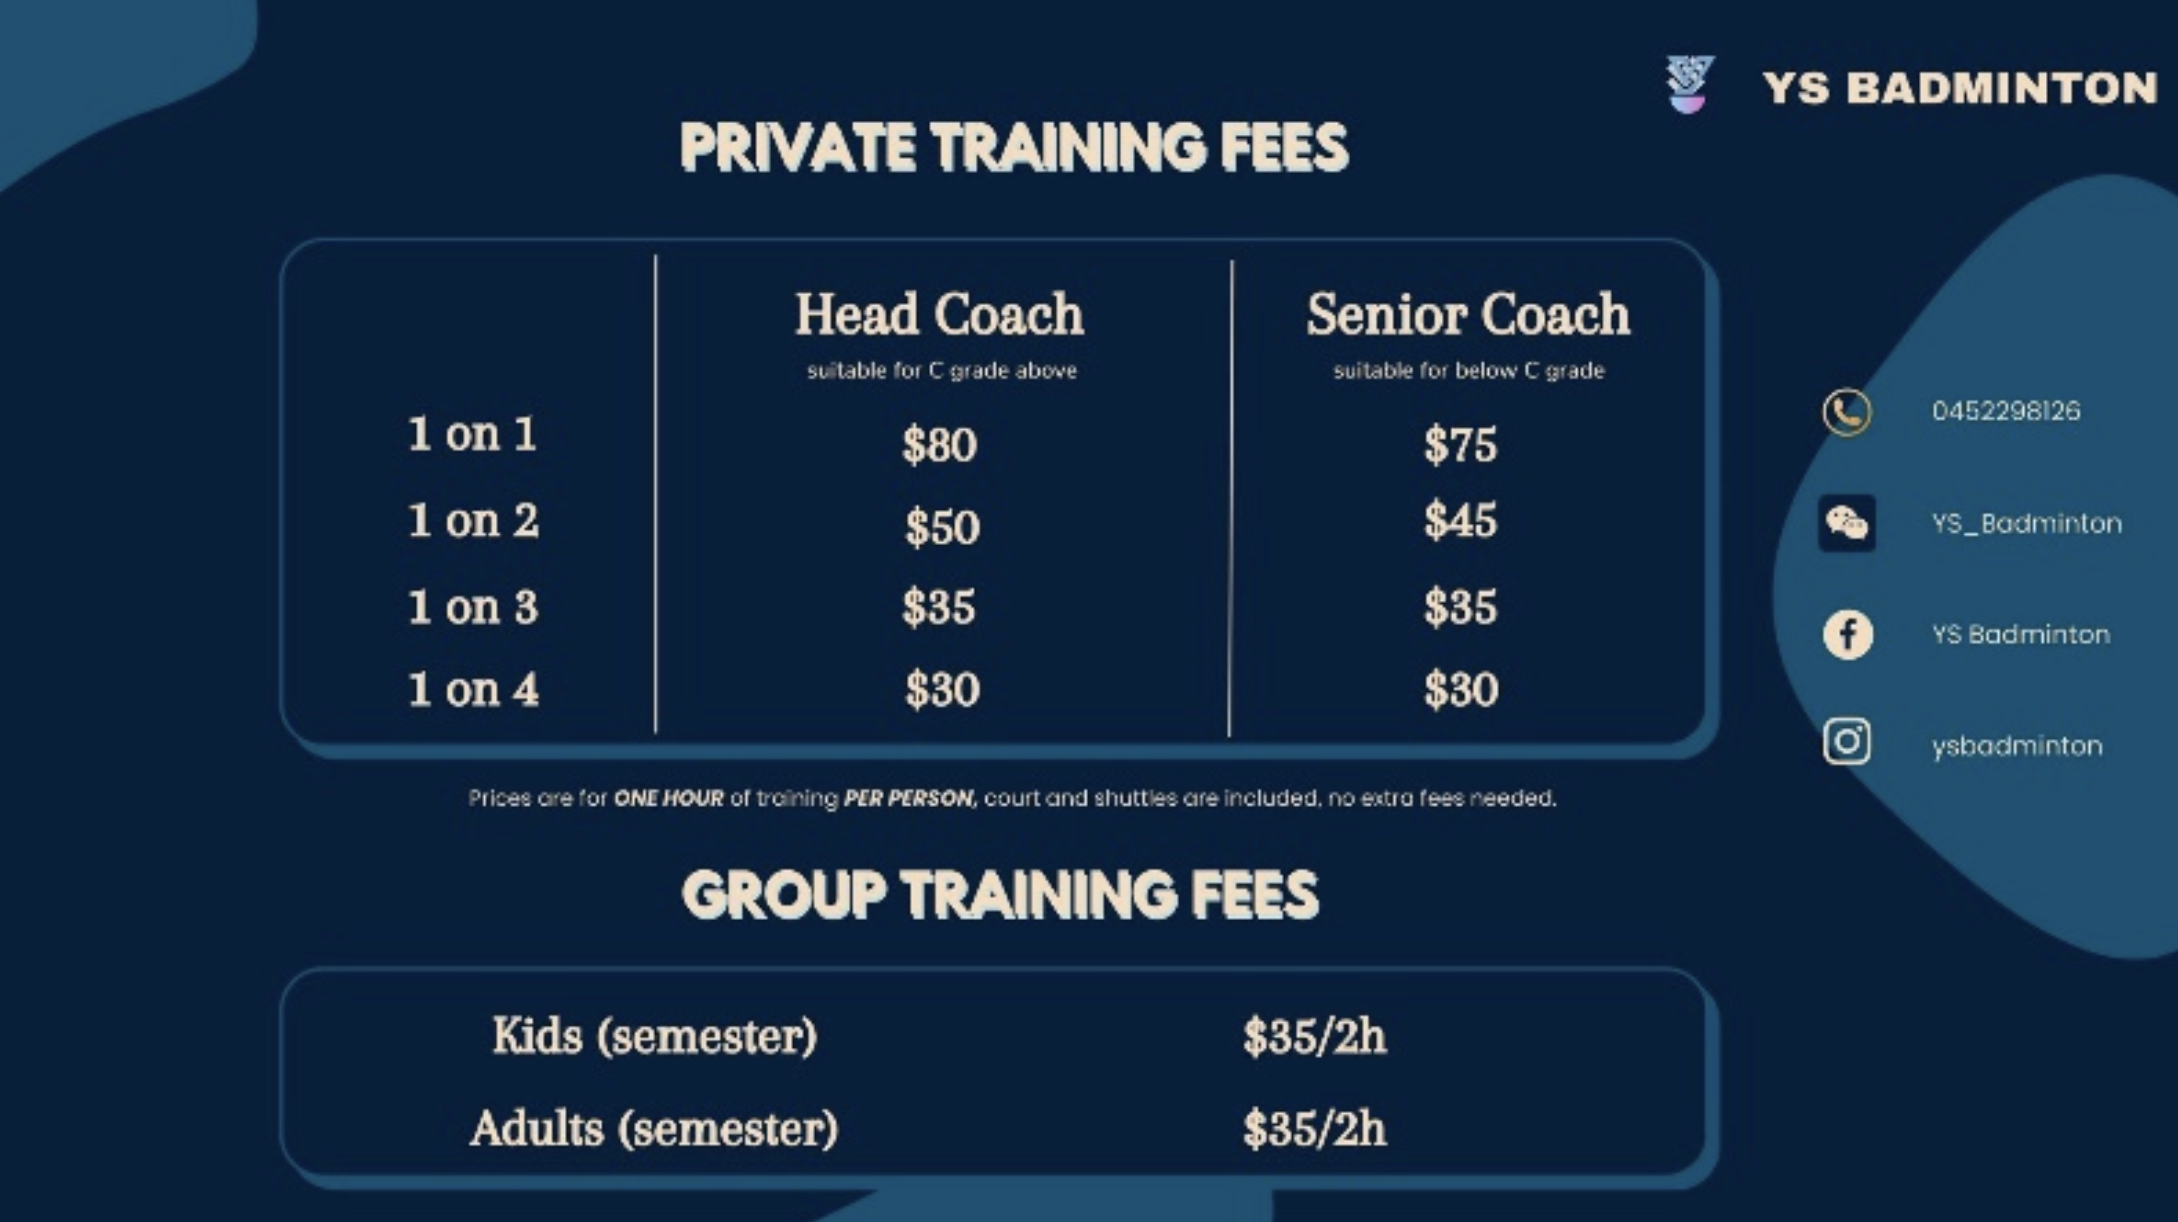 YS BADMINTON
PRIVATE TRAINING FEES
Head Coach Senior Coach
suitable for C grade above suitable for below C grade
1 on 1 $80 $75
1 on 2 $50 $45
1 on 3 $35 $35
1 on 4 $30 $30
Prices are for ONE HOUR of training PER PERSON, court and shuttles are included, no extra fees needed.
GROUP TRAINING FEES
Kids (semester) $35/2h
Adults (semester) $35/2h
0452298126
YS_Badminton
YS Badminton
ysbadminton